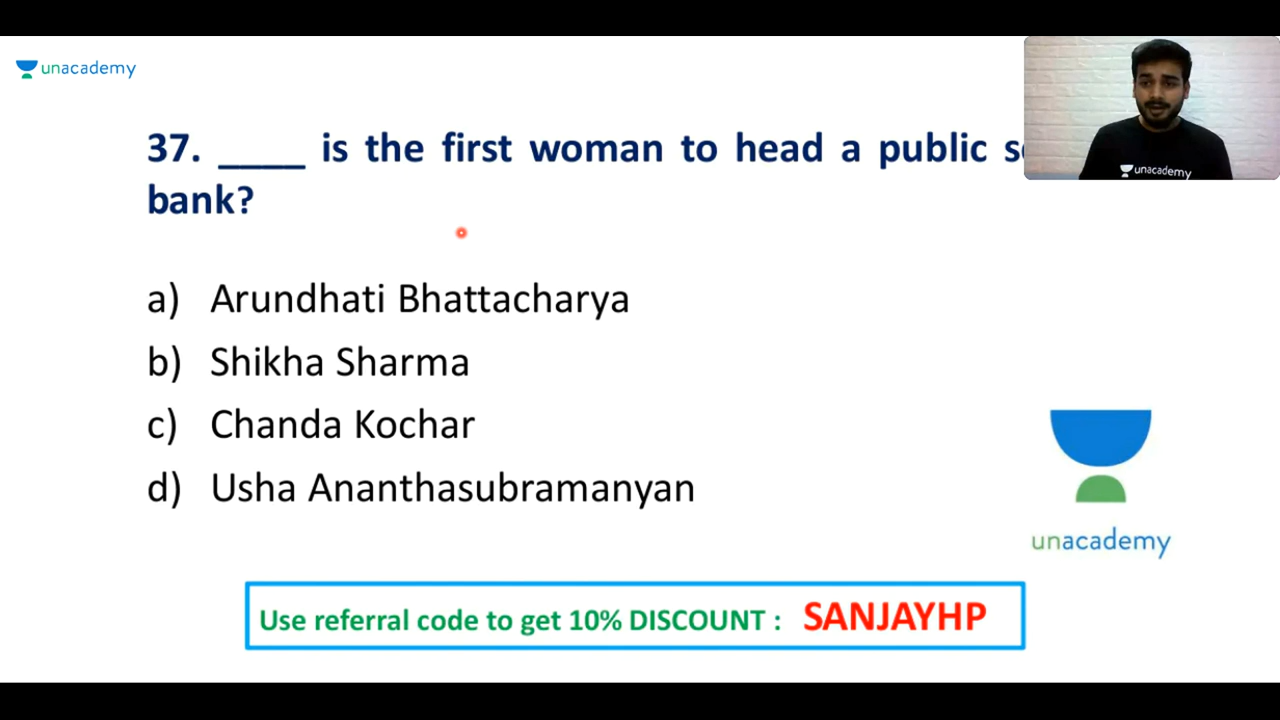 unacademy
37. ____ is the first woman to head a public
bank?
unacademy
a) Arundhati Bhattacharya
b) Shikha Sharma
c) Chanda Kochar
d) Usha Ananthasubramanyan
unacademy
Use referral code to get 10% DISCOUNT : SANJAYHP